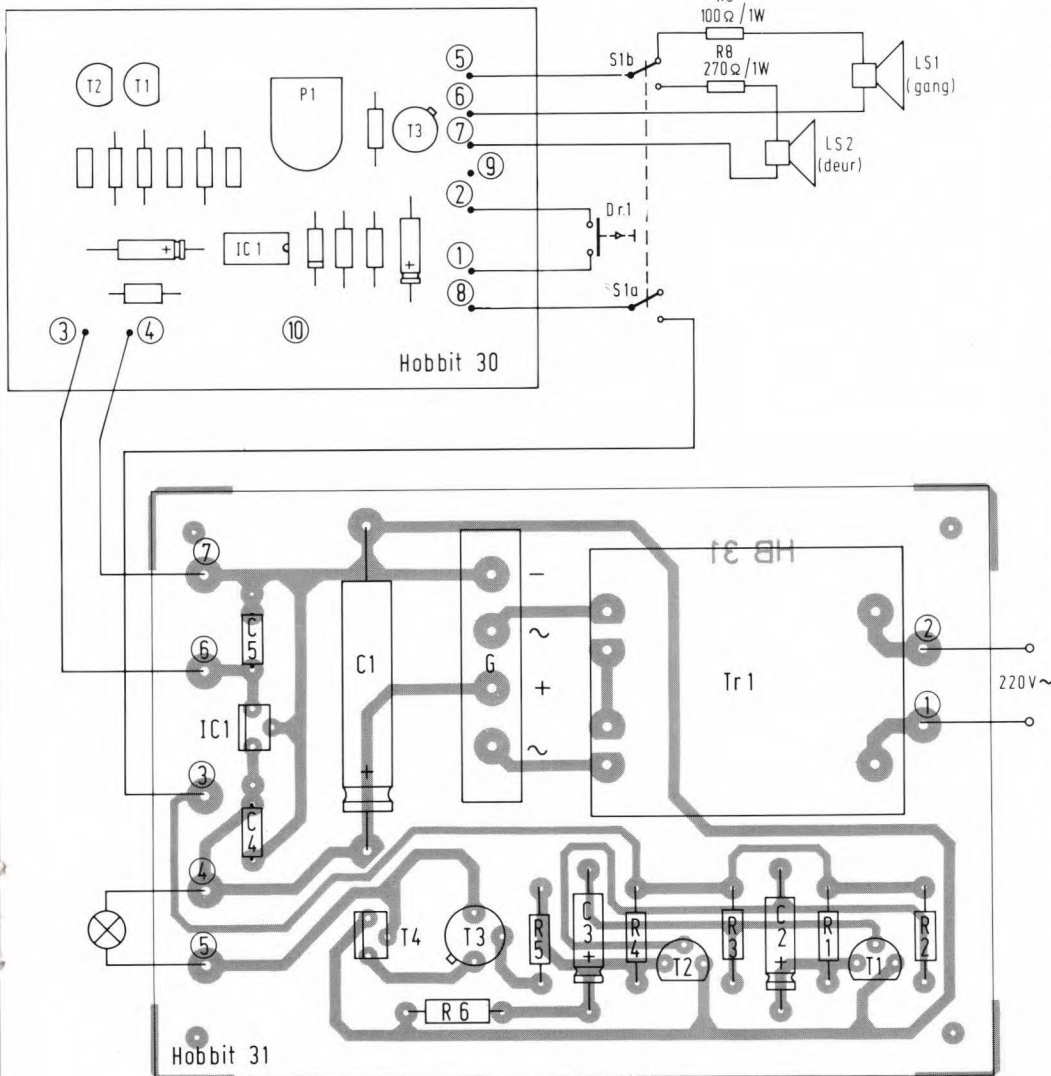 100Ω/1W
R8
270Ω/1W
LS1
(gang)
LS2
(deur)
S1b
T2
T1
P1
T3
⑤
⑥
⑦
⑨
②
①
⑧
Dr.1
S1a
IC1
③
④
⑩
Hobbit 30
HB 31
⑦
⑥
③
④
⑤
C5
IC1
C4
C1
+
G
-
~
+
~
Tr1
②
①
220V~
T4
T3
R5
C3
+
R4
T2
R3
C2
+
R1
T1
R2
R6
Hobbit 31